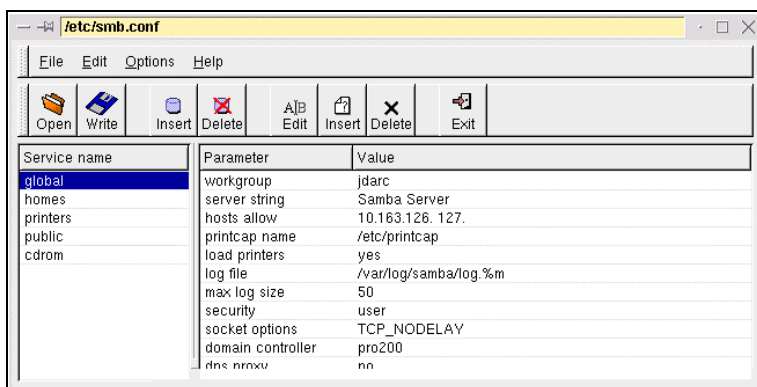 /etc/smb.conf
File Edit Options Help
Open Write Insert Delete A|B Edit Insert Delete Exit
Service name
global
homes
printers
public
cdrom
Parameter Value
workgroup jdarc
server string Samba Server
hosts allow 10.163.126. 127.
printcap name /etc/printcap
load printers yes
log file /var/log/samba/log.%m
max log size 50
security user
socket options TCP_NODELAY
domain controller pro200
dns proxy no